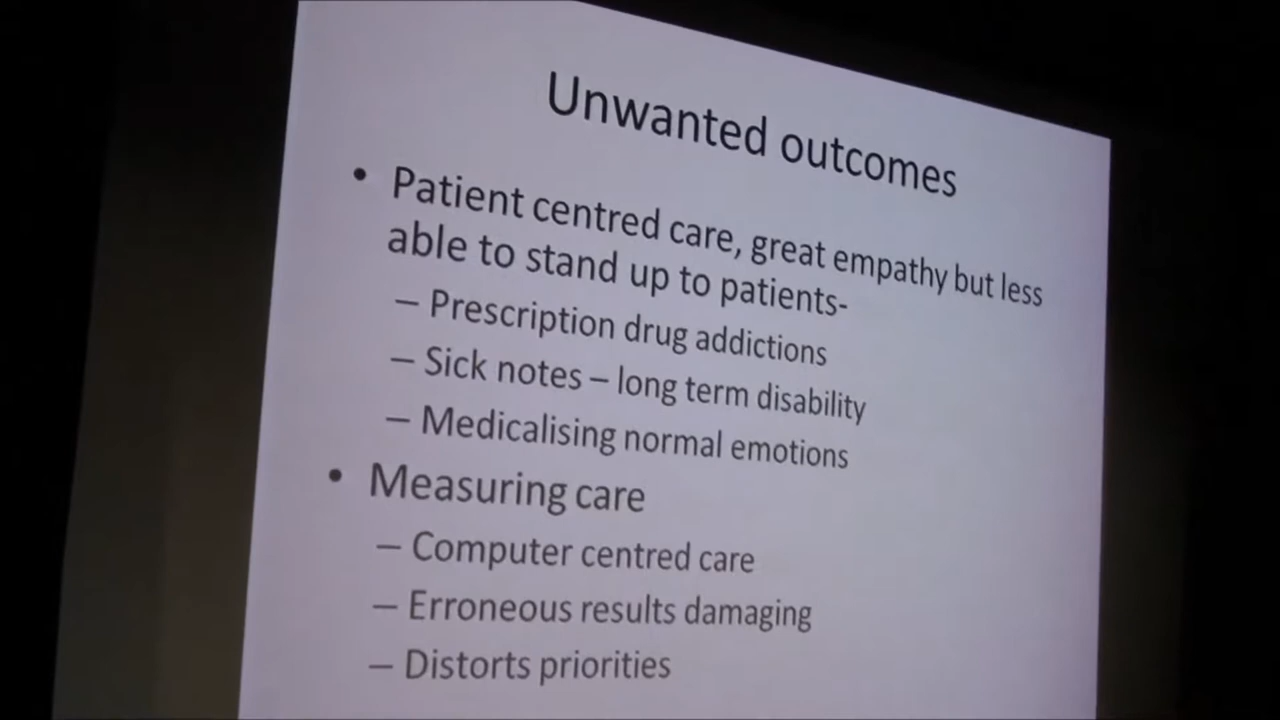 Unwanted outcomes
• Patient centred care, great empathy but less
able to stand up to patients-
– Prescription drug addictions
– Sick notes – long term disability
– Medicalising normal emotions
• Measuring care
– Computer centred care
– Erroneous results damaging
– Distorts priorities